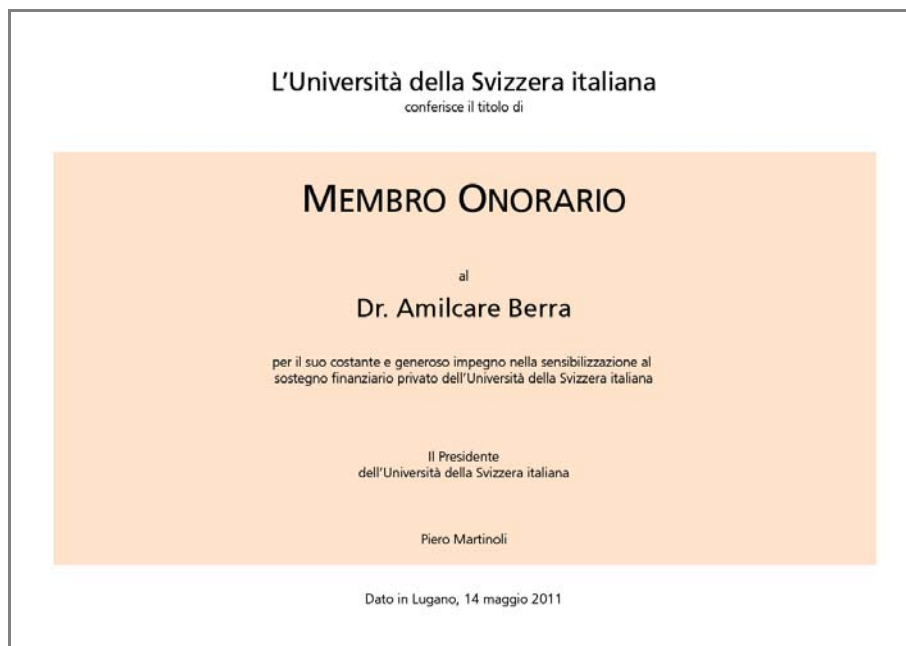 L'Università della Svizzera italiana
conferisce il titolo di
MEMBRO ONORARIO
al
Dr. Amilcare Berra
per il suo costante e generoso impegno nella sensibilizzazione al
sostegno finanziario privato dell'Università della Svizzera italiana
Il Presidente
dell'Università della Svizzera italiana
Piero Martinoli
Dato in Lugano, 14 maggio 2011